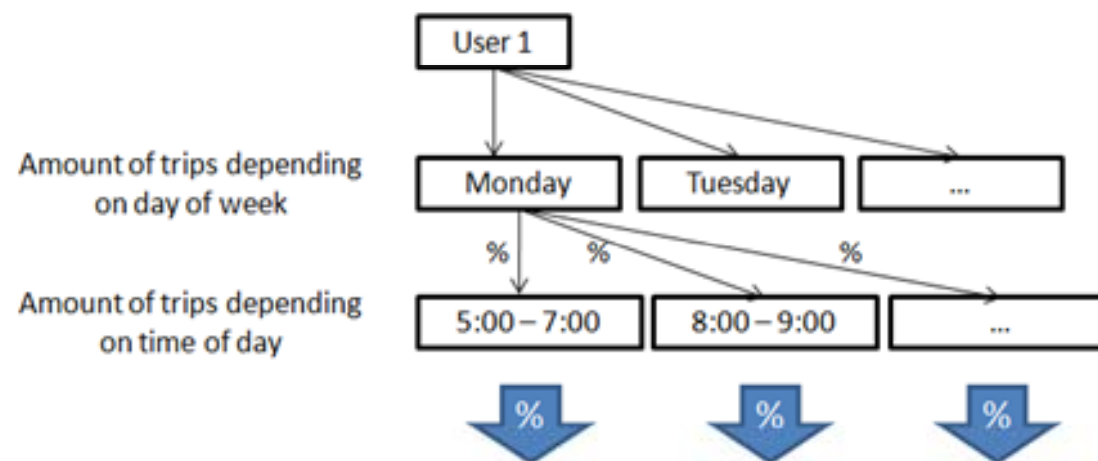 User 1
Amount of trips depending
on day of week
Monday
Tuesday
...
%
%
%
Amount of trips depending
on time of day
5:00 – 7:00
8:00 – 9:00
...
%
%
%